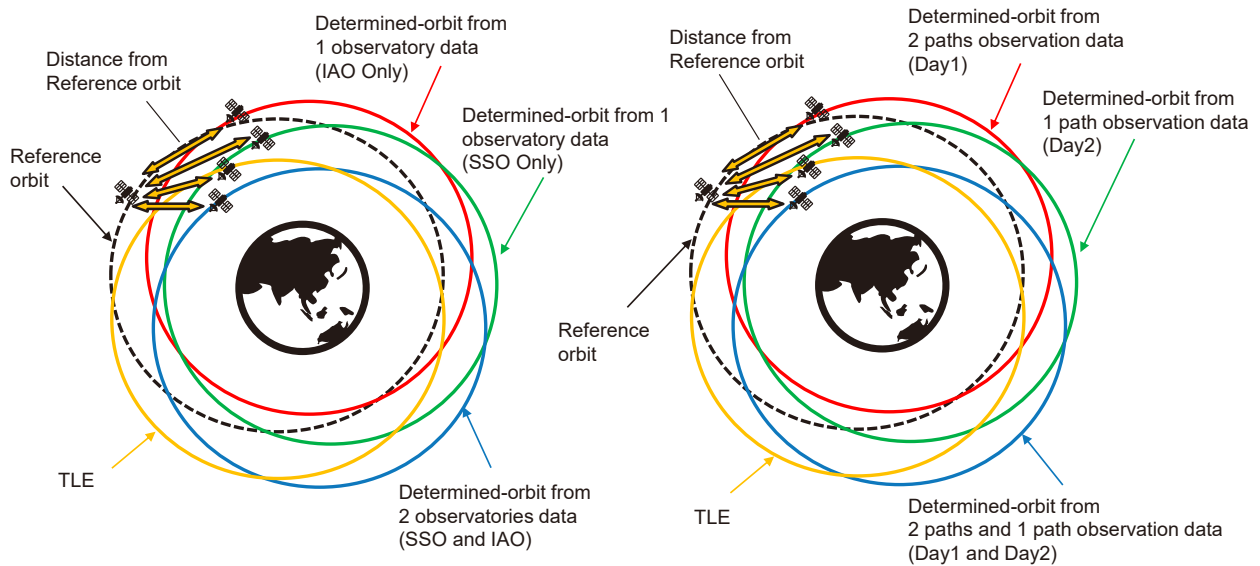 Determined-orbit from
1 observatory data
(IAO Only)
Distance from
Reference orbit
Determined-orbit from 1
observatory data
(SSO Only)
Reference
orbit
TLE
Determined-orbit from
2 observatories data
(SSO and IAO)
Determined-orbit from
2 paths observation data
(Day1)
Distance from
Reference orbit
Determined-orbit from
1 path observation data
(Day2)
Reference
orbit
TLE
Determined-orbit from
2 paths and 1 path observation data
(Day1 and Day2)